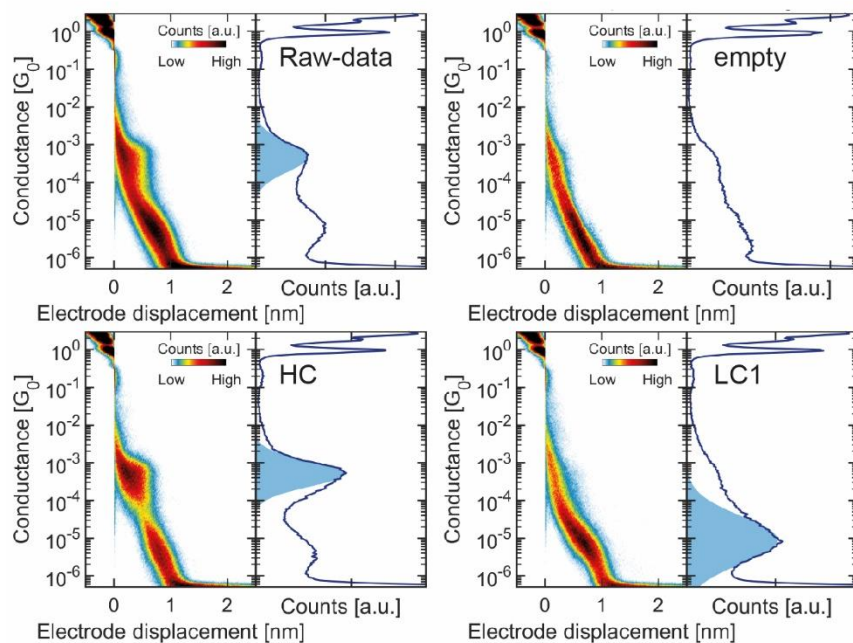 Counts [a.u.]
Low High
Raw-data
Conductance [G₀]
10⁰
10⁻¹
10⁻²
10⁻³
10⁻⁴
10⁻⁵
10⁻⁶
0 1 2
Counts [a.u.]
Electrode displacement [nm]
Counts [a.u.]
Low High
empty
Conductance [G₀]
10⁰
10⁻¹
10⁻²
10⁻³
10⁻⁴
10⁻⁵
10⁻⁶
0 1 2
Counts [a.u.]
Electrode displacement [nm]
Counts [a.u.]
Low High
HC
Conductance [G₀]
10⁰
10⁻¹
10⁻²
10⁻³
10⁻⁴
10⁻⁵
10⁻⁶
0 1 2
Counts [a.u.]
Electrode displacement [nm]
Counts [a.u.]
Low High
LC1
Conductance [G₀]
10⁰
10⁻¹
10⁻²
10⁻³
10⁻⁴
10⁻⁵
10⁻⁶
0 1 2
Counts [a.u.]
Electrode displacement [nm]